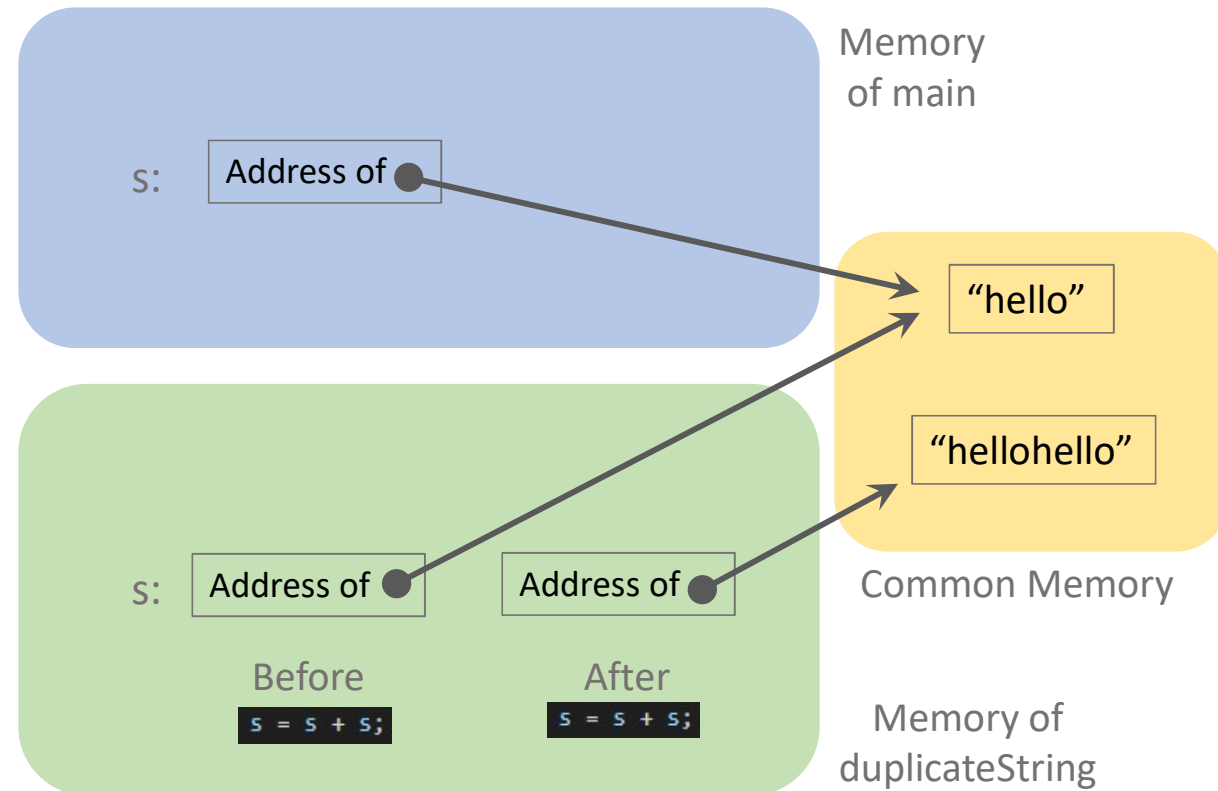 Memory
of main
s:
Address of
“hello”
“hellohello”
Common Memory
s:
Address of
Address of
Before
After
s = s + s;
s = s + s;
Memory of
duplicateString